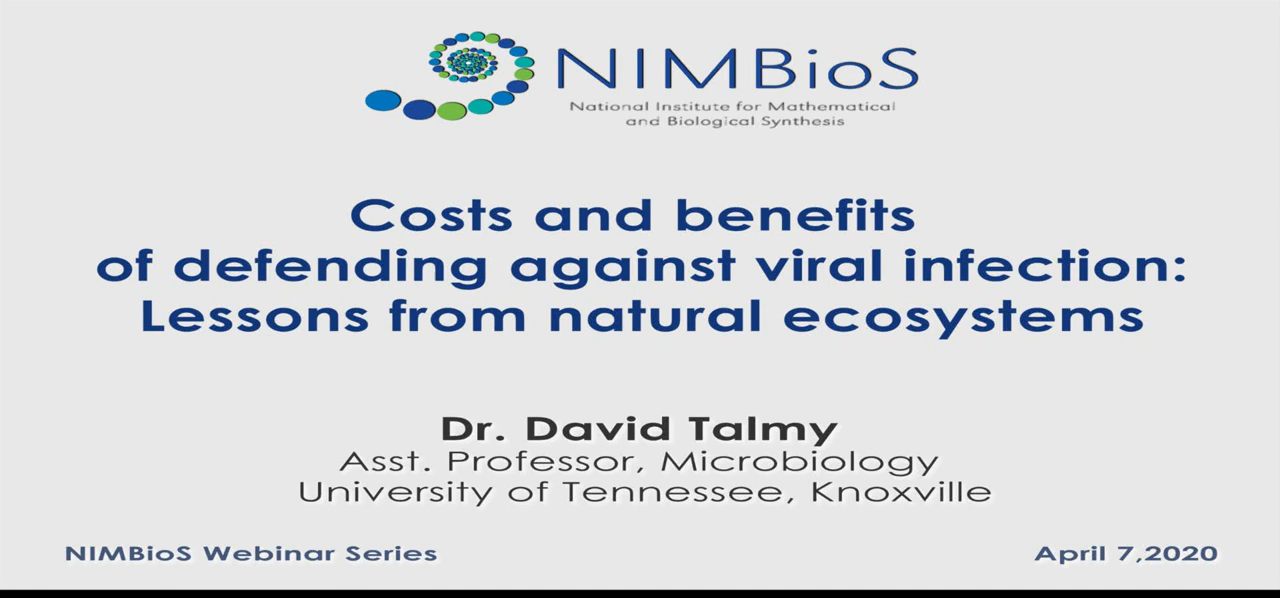 NIMBioS
National Institute for Mathematical
and Biological Synthesis
Costs and benefits
of defending against viral infection:
Lessons from natural ecosystems
Dr. David Talmy
Asst. Professor, Microbiology
University of Tennessee, Knoxville
NIMBioS Webinar Series
April 7,2020